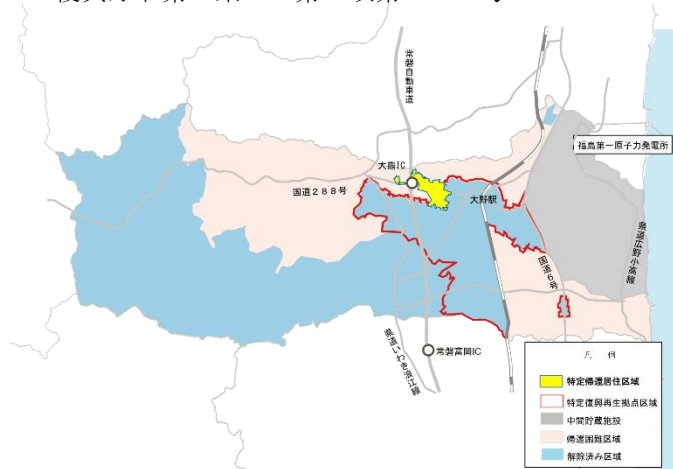 常磐自動車道
福島第一原子力発電所
大熊IC
国道２８８号
大野駅
県道広野小高線
国道６号
県道いわき浪江線
常磐富岡IC
凡　例
特定帰還居住区域
特定復興再生拠点区域
中間貯蔵施設
帰還困難区域
解除済み区域